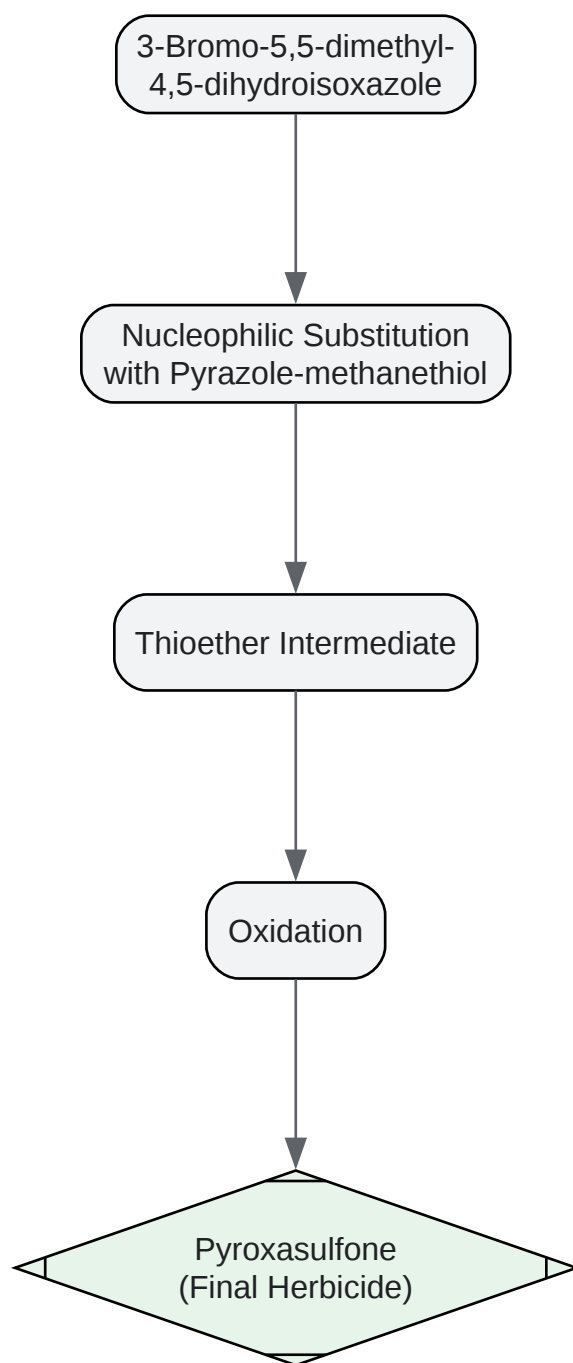 3-Bromo-5,5-dimethyl-
4,5-dihydroisoxazole
Nucleophilic Substitution
with Pyrazole-methanethiol
Thioether Intermediate
Oxidation
Pyroxasulfone
(Final Herbicide)